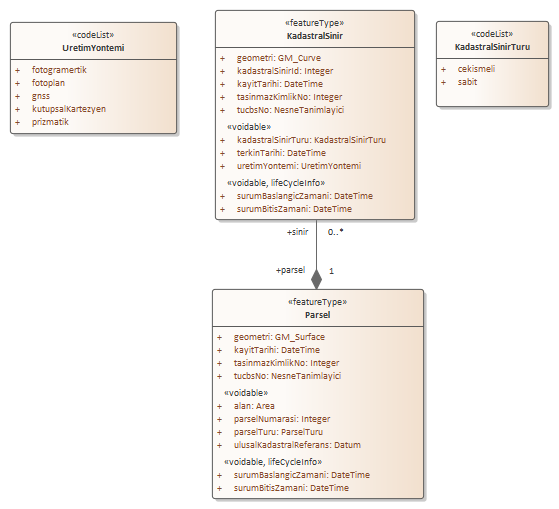 «codeList»
UretimYontemi
+ fotogramertik
+ fotoplan
+ gnss
+ kutupsalKartezyen
+ prizmatik
«featureType»
KadastralSinir
+ geometri: GM_Curve
+ kadastralSinirId: Integer
+ kayitTarihi: DateTime
+ tasinmazKimlikNo: Integer
+ tucbsNo: NesneTanimlayici
«voidable»
+ kadastralSinirTuru: KadastralSinirTuru
+ terkinTarihi: DateTime
+ uretimYontemi: UretimYontemi
«voidable, lifeCycleInfo»
+ surumBaslangicZamani: DateTime
+ surumBitisZamani: DateTime
«codeList»
KadastralSinirTuru
+ cekismeli
+ sabit
+sinir 0..*
+parsel 1
«featureType»
Parsel
+ geometri: GM_Surface
+ kayitTarihi: DateTime
+ tasinmazKimlikNo: Integer
+ tucbsNo: NesneTanimlayici
«voidable»
+ alan: Area
+ parselNumarasi: Integer
+ parselTuru: ParselTuru
+ ulusalKadastralReferans: Datum
«voidable, lifeCycleInfo»
+ surumBaslangicZamani: DateTime
+ surumBitisZamani: DateTime